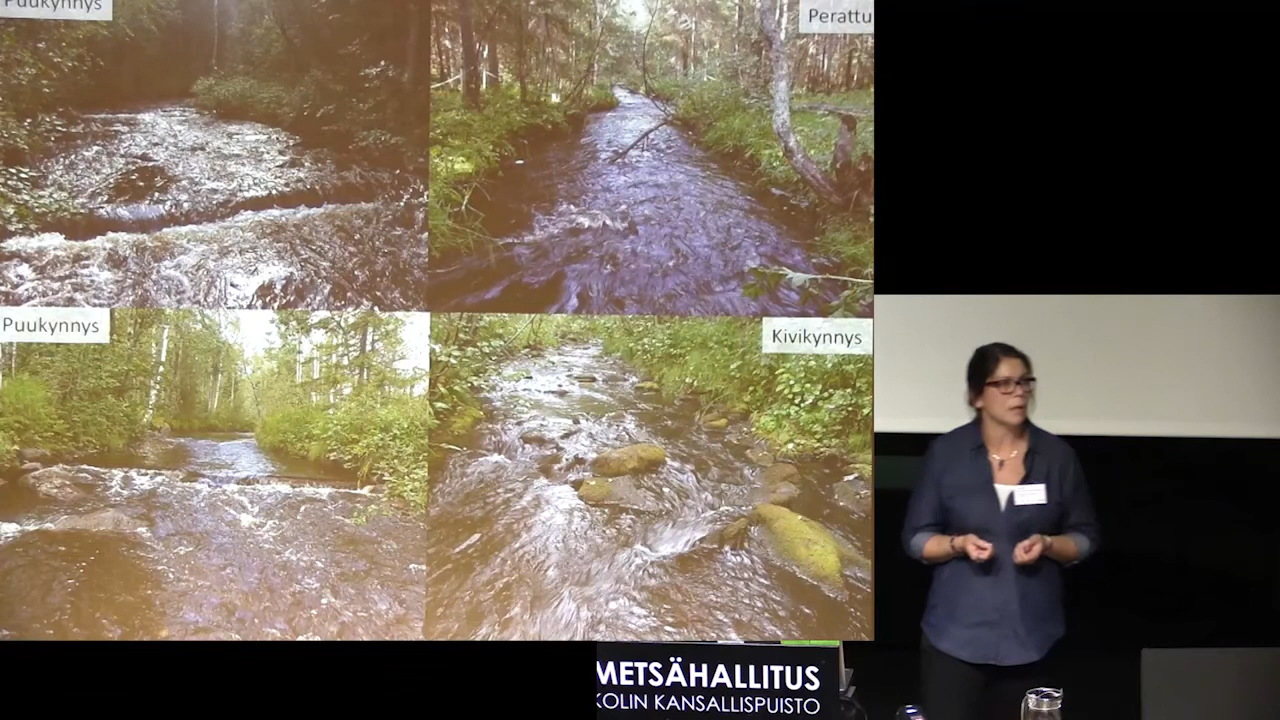 Puukynnys
Perattu
Puukynnys
Kivikynnys
METSÄHALLITUS
KOLIN KANSALLISPUISTO